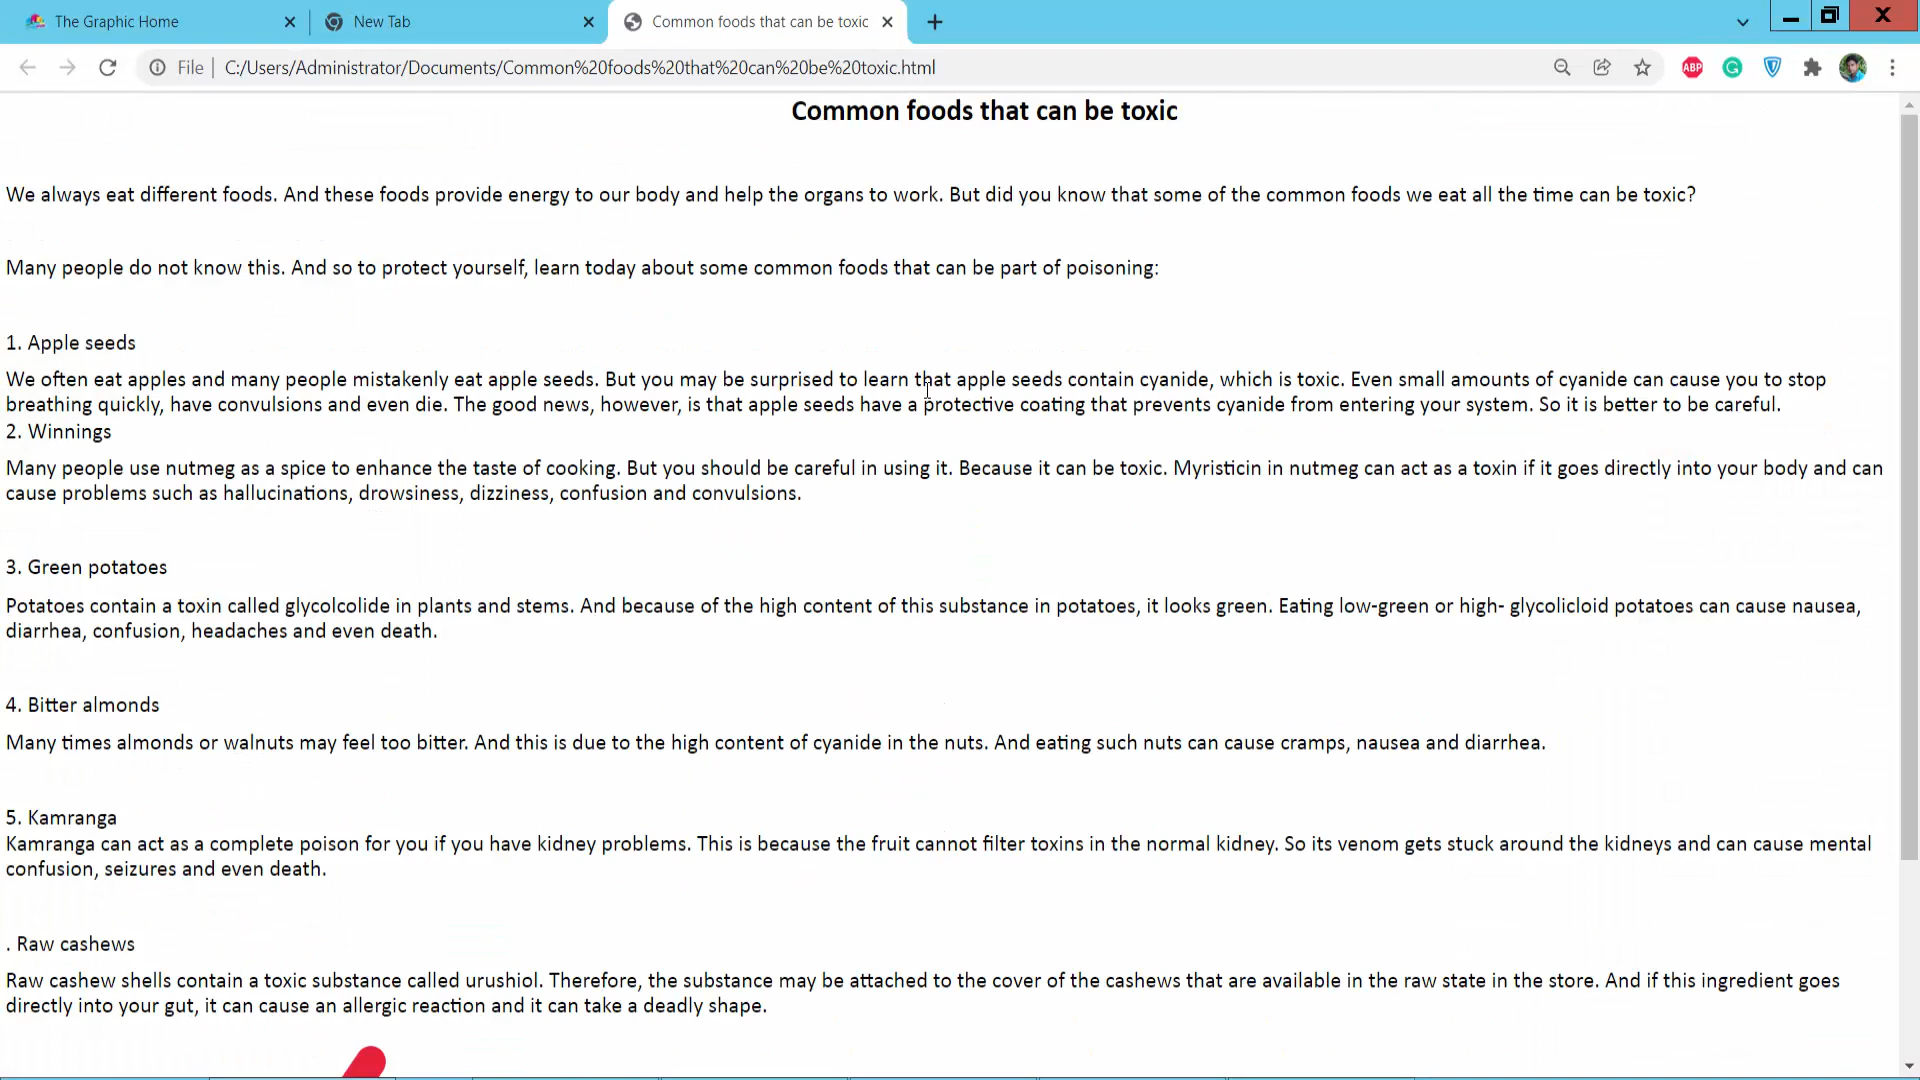 The Graphic Home
New Tab
Common foods that can be toxic
File
C:/Users/Administrator/Documents/Common%20foods%20that%20can%20be%20toxic.html
ABP
Common foods that can be toxic
We always eat different foods. And these foods provide energy to our body and help the organs to work. But did you know that some of the common foods we eat all the time can be toxic?
Many people do not know this. And so to protect yourself, learn today about some common foods that can be part of poisoning:
1. Apple seeds
We often eat apples and many people mistakenly eat apple seeds. But you may be surprised to learn that apple seeds contain cyanide, which is toxic. Even small amounts of cyanide can cause you to stop
breathing quickly, have convulsions and even die. The good news, however, is that apple seeds have a protective coating that prevents cyanide from entering your system. So it is better to be careful.
2. Winnings
Many people use nutmeg as a spice to enhance the taste of cooking. But you should be careful in using it. Because it can be toxic. Myristicin in nutmeg can act as a toxin if it goes directly into your body and can
cause problems such as hallucinations, drowsiness, dizziness, confusion and convulsions.
3. Green potatoes
Potatoes contain a toxin called glycolcolide in plants and stems. And because of the high content of this substance in potatoes, it looks green. Eating low-green or high- glycolicloid potatoes can cause nausea,
diarrhea, confusion, headaches and even death.
4. Bitter almonds
Many times almonds or walnuts may feel too bitter. And this is due to the high content of cyanide in the nuts. And eating such nuts can cause cramps, nausea and diarrhea.
5. Kamranga
Kamranga can act as a complete poison for you if you have kidney problems. This is because the fruit cannot filter toxins in the normal kidney. So its venom gets stuck around the kidneys and can cause mental
confusion, seizures and even death.
. Raw cashews
Raw cashew shells contain a toxic substance called urushiol. Therefore, the substance may be attached to the cover of the cashews that are available in the raw state in the store. And if this ingredient goes
directly into your gut, it can cause an allergic reaction and it can take a deadly shape.